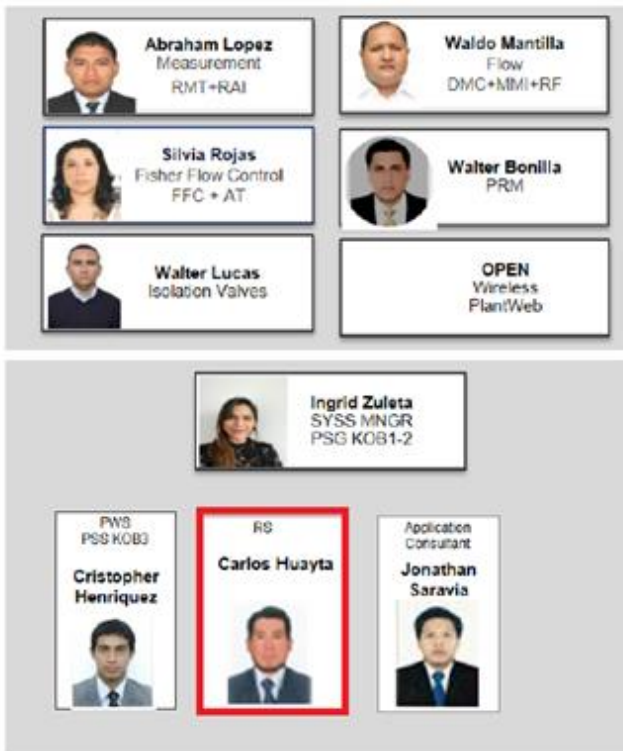 Abraham Lopez
Measurement
RMT+RAI
Waldo Mantilla
Flow
DMC+MMI+RF
Silvia Rojas
Fisher Flow Control
FFC + AT
Walter Bonilla
PRM
Walter Lucas
Isolation Valves
OPEN
Wireless
PlantWeb
Ingrid Zuleta
SYSS MNGR
PSG KOB1-2
PWS
PSS KOB3
Cristopher
Henriquez
RS
Carlos Huayta
Application
Consultant
Jonathan
Saravia